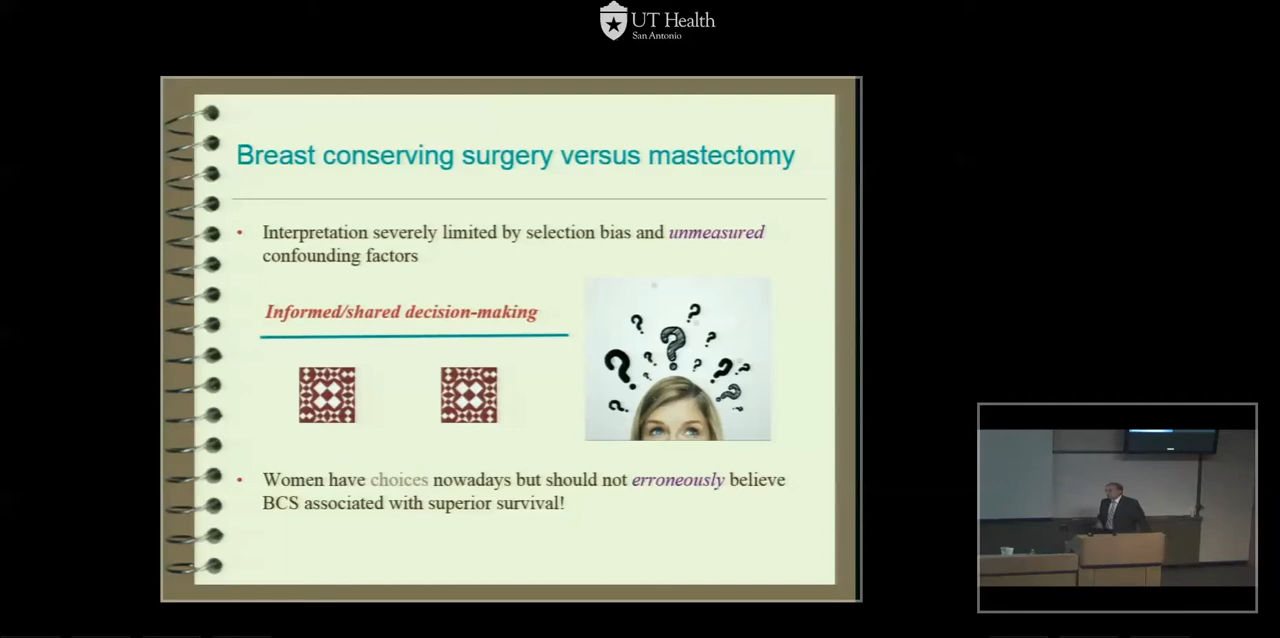 UT Health
San Antonio
Breast conserving surgery versus mastectomy
• Interpretation severely limited by selection bias and unmeasured
confounding factors
Informed/shared decision-making
• Women have choices nowadays but should not erroneously believe
BCS associated with superior survival!